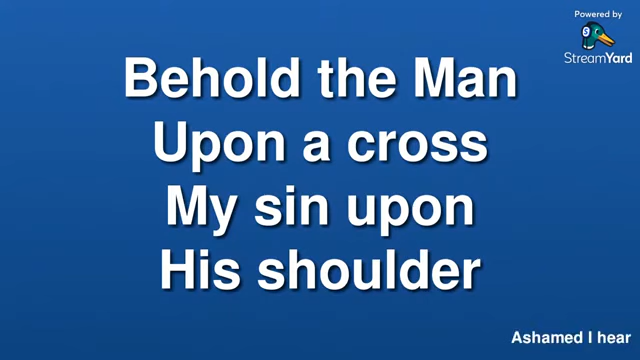 Powered by
StreamYard
Behold the Man
Upon a cross
My sin upon
His shoulder
Ashamed I hear